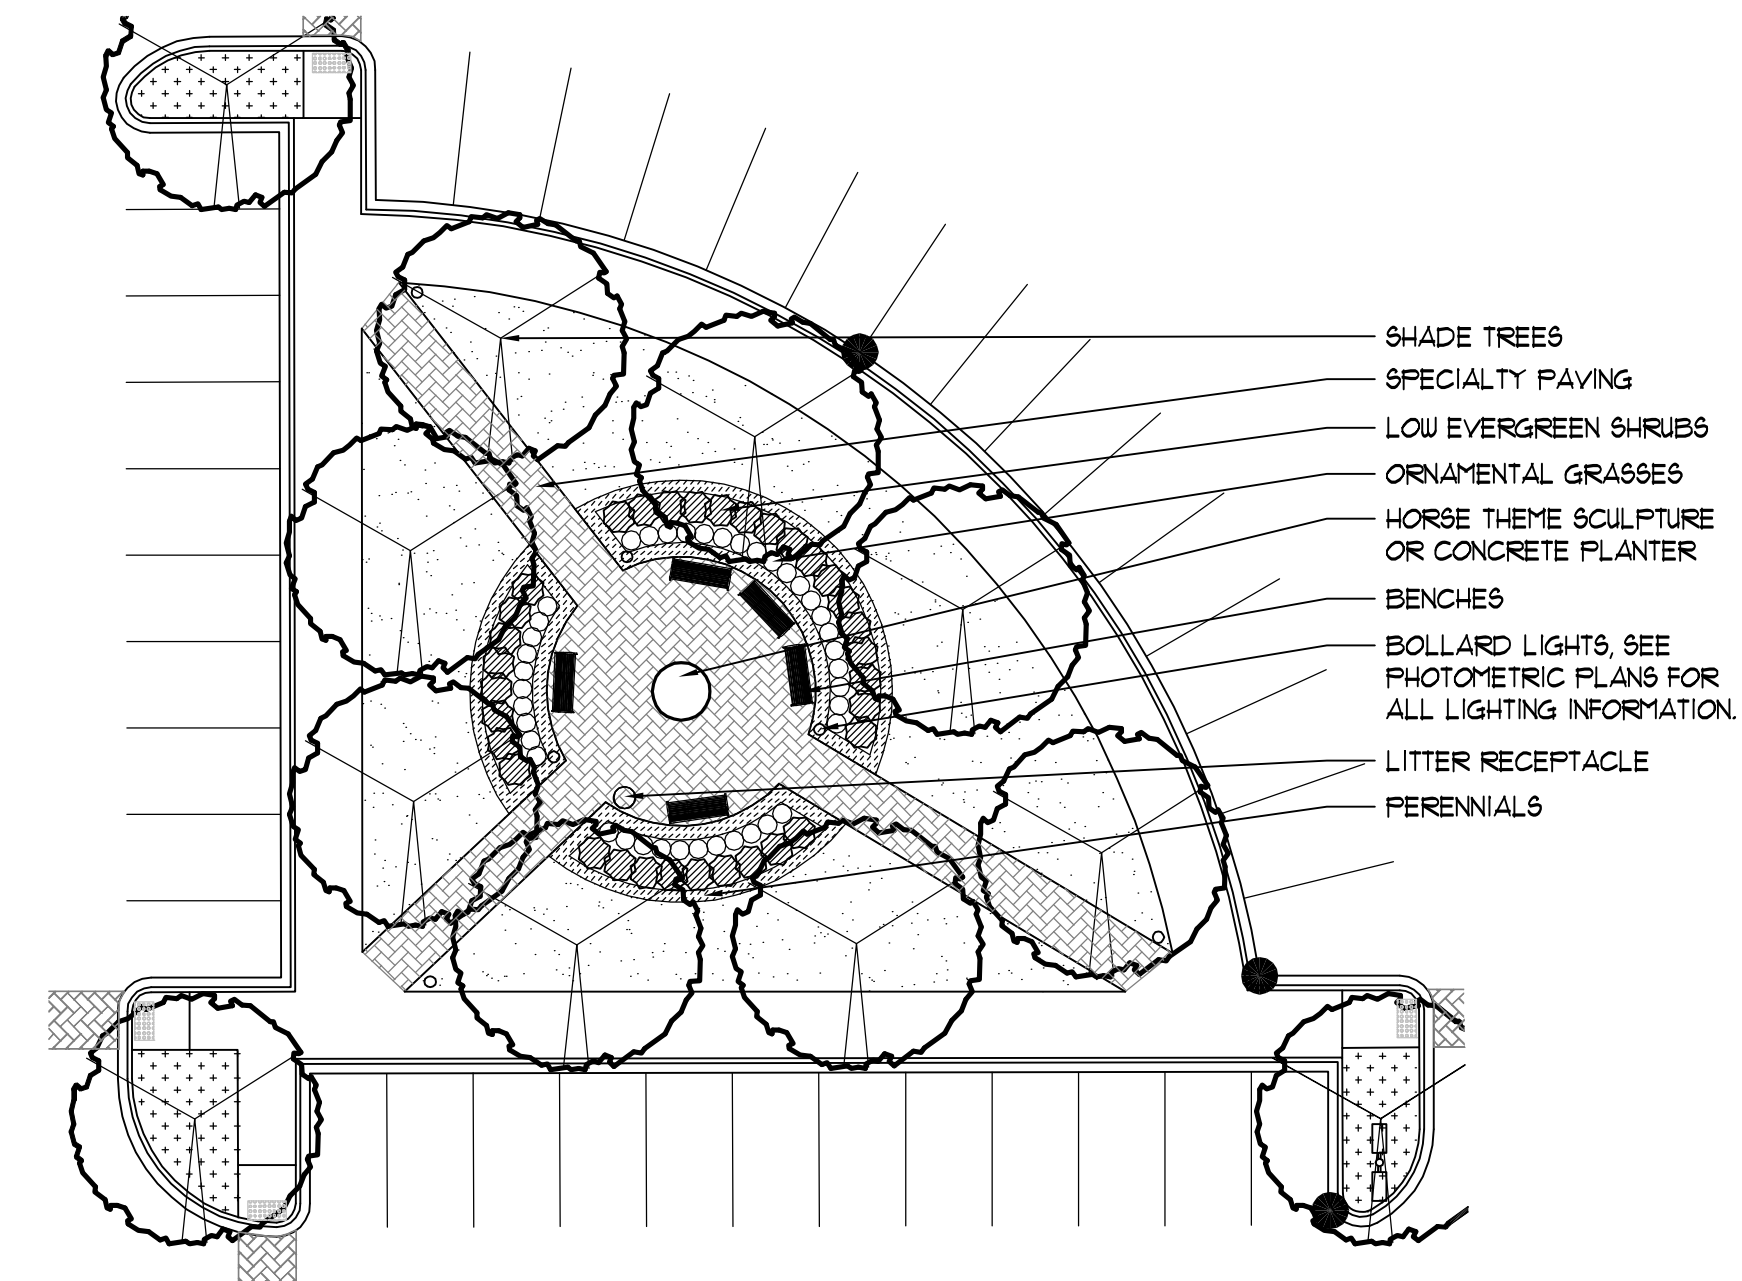 SHADE TREES
SPECIALTY PAVING
LOW EVERGREEN SHRUBS
ORNAMENTAL GRASSES
HORSE THEME SCULPTURE
OR CONCRETE PLANTER
BENCHES
BOLLARD LIGHTS, SEE
PHOTOMETRIC PLANS FOR
ALL LIGHTING INFORMATION.
LITTER RECEPTACLE
PERENNIALS